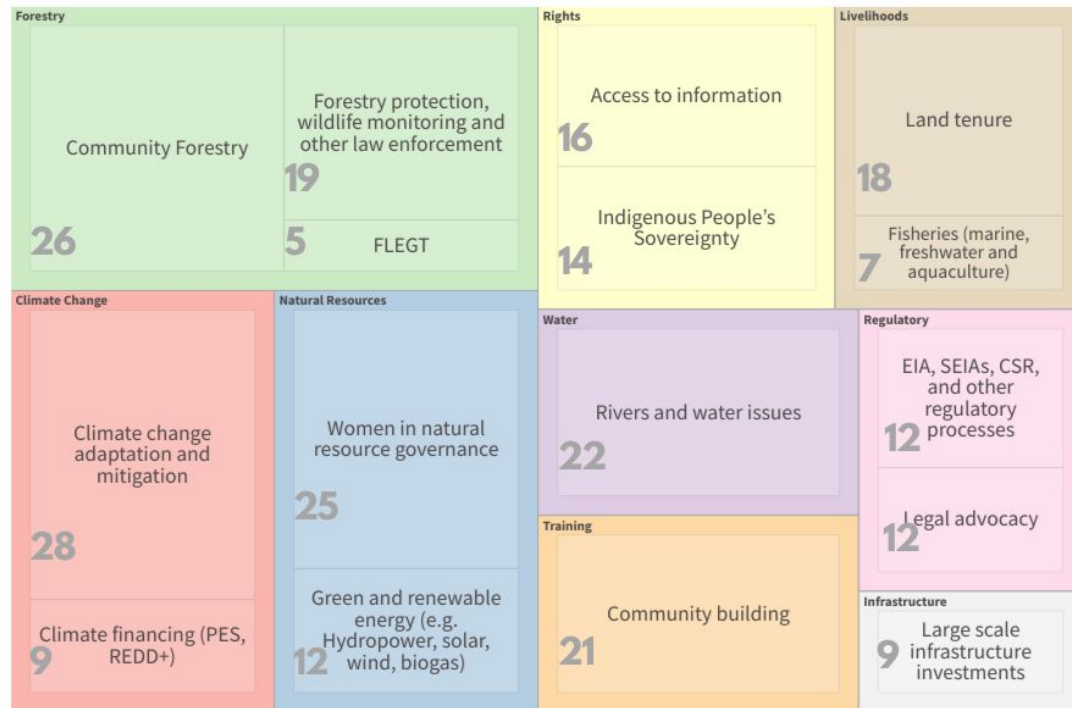 Forestry
Community Forestry
26
Forestry protection,
wildlife monitoring and
other law enforcement
19
FLEGT
5
Rights
Access to information
16
Indigenous People’s
Sovereignty
14
Livelihoods
Land tenure
18
Fisheries (marine,
freshwater and
aquaculture)
7
Climate Change
Climate change
adaptation and
mitigation
28
Climate financing (PES,
REDD+)
9
Natural Resources
Women in natural
resource governance
25
Green and renewable
energy (e.g.
Hydropower, solar,
wind, biogas)
12
Water
Rivers and water issues
22
Training
Community building
21
Regulatory
EIA, SEIAs, CSR,
and other
regulatory
processes
12
Legal advocacy
12
Infrastructure
Large scale
infrastructure
investments
9